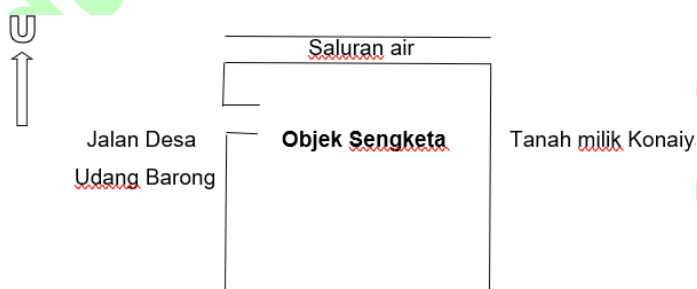 U
Saluran air
Jalan Desa
Objek Sengketa
Tanah milik Konaiy
Udang Barong